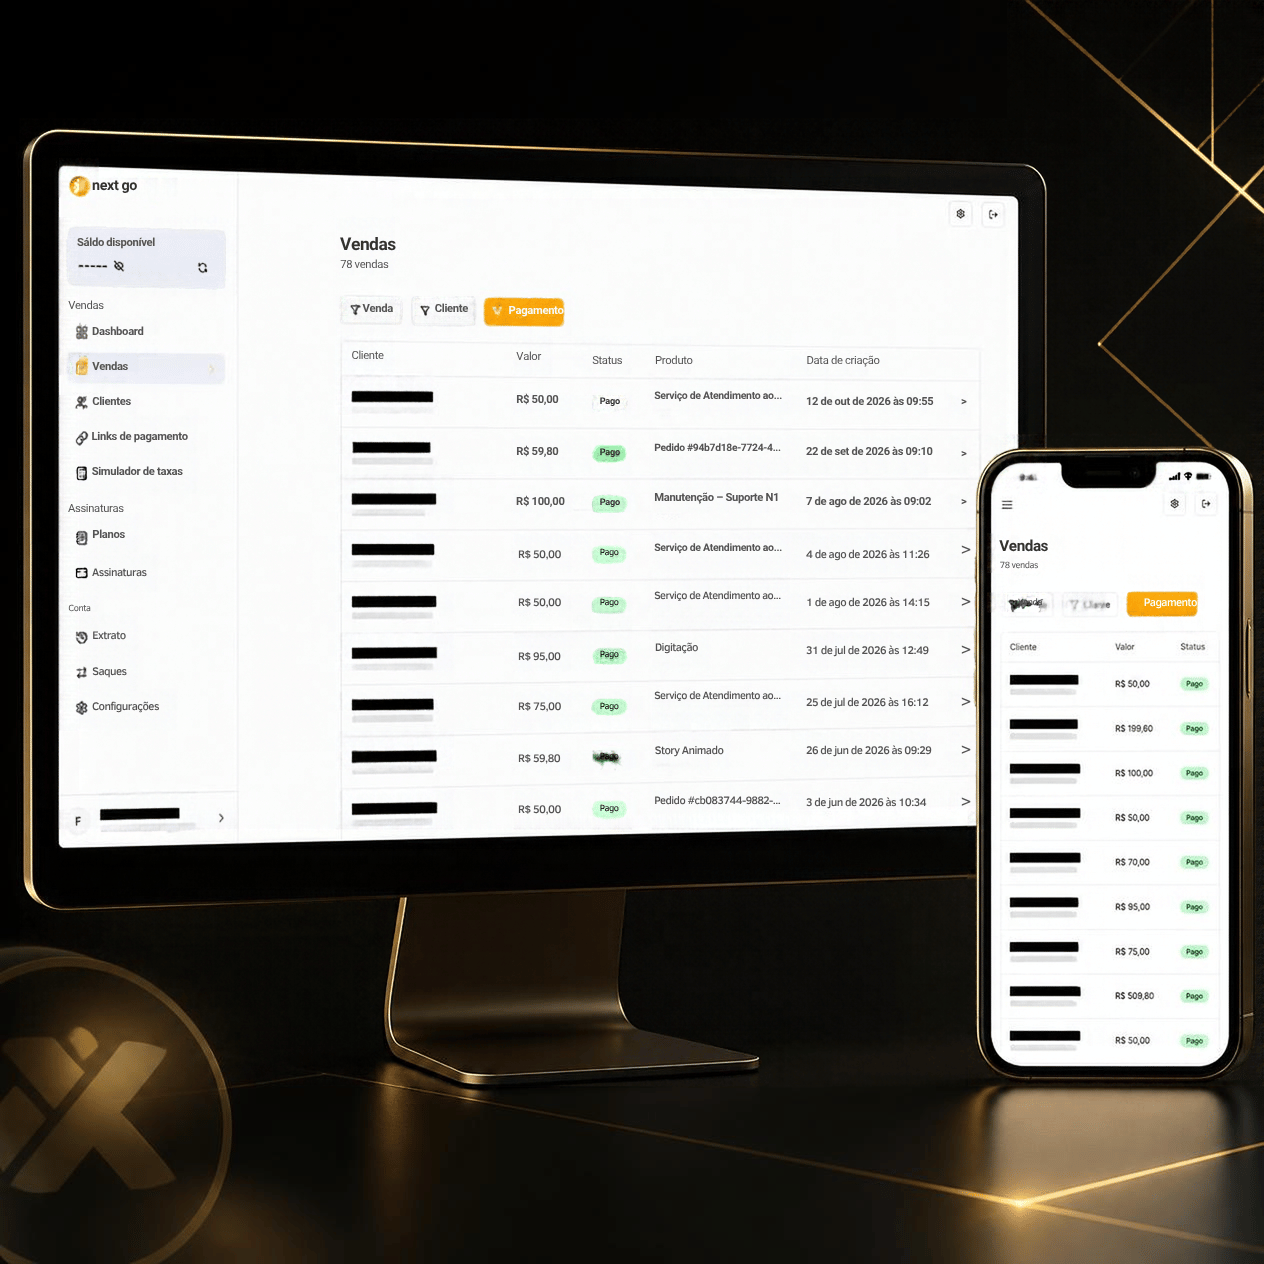 next go
Sáldo disponível
-----
Vendas
Dashboard
Vendas
Clientes
Links de pagamento
Simulador de taxas
Assinaturas
Planos
Assinaturas
Conta
Extrato
Saques
Configurações
F
Vendas
78 vendas
Venda Cliente Pagamento
Cliente Valor Status Produto Data de criação
R$ 50,00 Pago Serviço de Atendimento ao... 12 de out de 2026 às 09:55 >
R$ 59,80 Pago Pedido #94b7d18e-7724-4... 22 de set de 2026 às 09:10 >
R$ 100,00 Pago Manutenção – Suporte N1 7 de ago de 2026 às 09:02 >
R$ 50,00 Pago Serviço de Atendimento ao... 4 de ago de 2026 às 11:26 >
R$ 50,00 Pago Serviço de Atendimento ao... 1 de ago de 2026 às 14:15 >
R$ 95,00 Pago Digitação 31 de jul de 2026 às 12:49 >
R$ 75,00 Pago Serviço de Atendimento ao... 25 de jul de 2026 às 16:12 >
R$ 59,80 Story Animado 26 de jun de 2026 às 09:29 >
R$ 50,00 Pago Pedido #cb083744-9882-... 3 de jun de 2026 às 10:34 >
Vendas
78 vendas
Pagamento
Cliente Valor Status
R$ 50,00 Pago
R$ 199,60 Pago
R$ 100,00 Pago
R$ 50,00 Pago
R$ 70,00 Pago
R$ 95,00 Pago
R$ 75,00 Pago
R$ 509,80 Pago
R$ 50,00 Pago